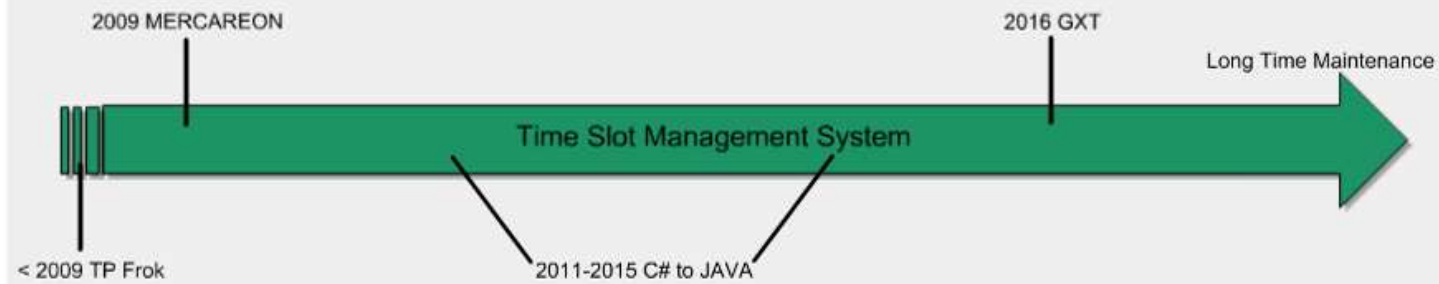 2009 MERCAREON
2016 GXT
Long Time Maintenance
Time Slot Management System
< 2009 TP Frok
2011-2015 C# to JAVA